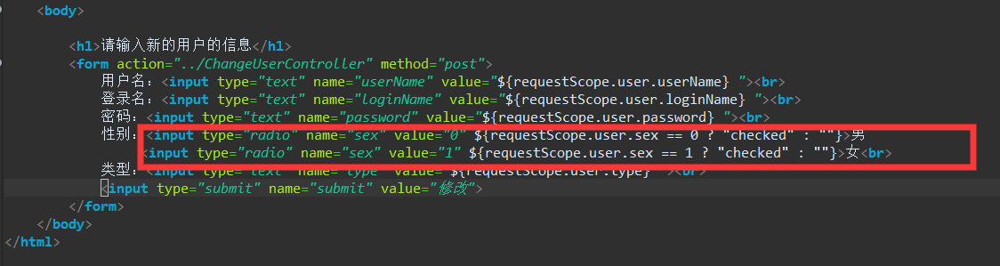 <body>
<h1>请输入新的用户的信息</h1>
<form action="../ChangeUserController" method="post">
用户名：<input type="text" name="userName" value="${requestScope.user.userName} "><br>
登录名：<input type="text" name="loginName" value="${requestScope.user.loginName} "><br>
密码：<input type="text" name="password" value="${requestScope.user.password} "><br>
性别：<input type="radio" name="sex" value="0" ${requestScope.user.sex == 0 ? "checked" : ""}>男
<input type="radio" name="sex" value="1" ${requestScope.user.sex == 1 ? "checked" : ""}>女<br>
类型：<input type="text" name="type" value="${requestScope.user.type} "><br>
<input type="submit" name="submit" value="修改">
</form>
</body>
</html>